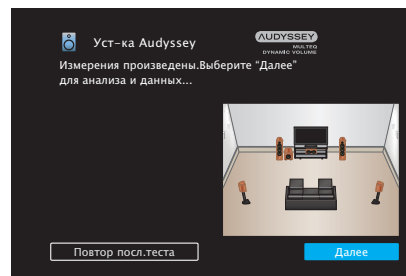 Уст-ка Audyssey
AUDYSSEY
MULTEQ
DYNAMIC VOLUME
Измерения произведены.Выберите “Далее”
для анализа и данных...
Повтор посл.теста
Далее